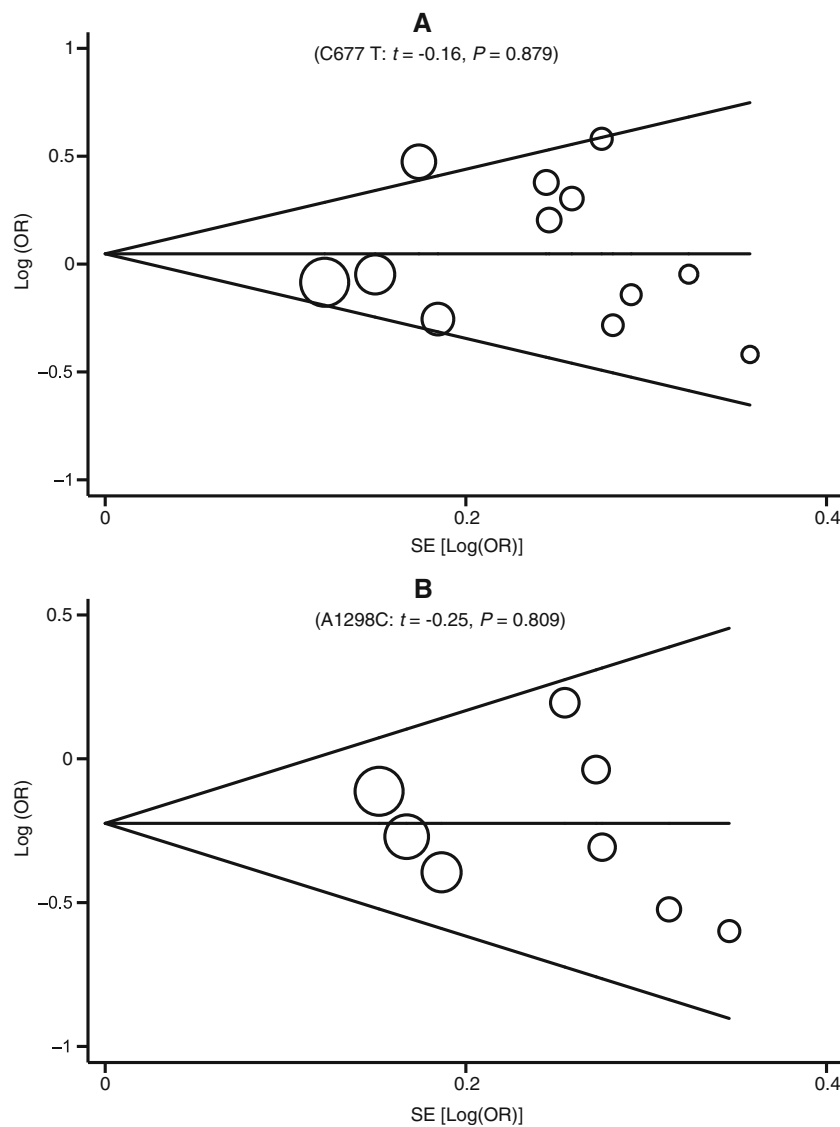 A
(C677 T: t = -0.16, P = 0.879)
1
0.5
0
−0.5
−1
Log (OR)
0
0.2
0.4
SE [Log(OR)]
B
(A1298C: t = -0.25, P = 0.809)
0.5
0
−0.5
−1
Log (OR)
0
0.2
0.4
SE [Log(OR)]